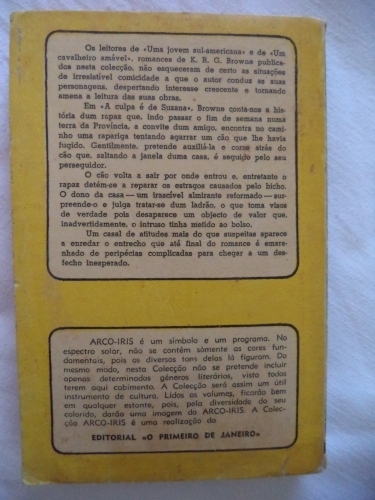 Os leitores de «Uma jovem sul-americana» e de «Um
cavalheiro amável», romances de K. R. G. Browne publica-
dos nesta colecção, não esqueceram de certo as situações
de irresistível comicidade a que o autor conduz as suas
personagens, despertando interesse crescente e tornando
amena a leitura das suas obras.
Em «A culpa é de Suzana», Browne conta-nos a his-
tória dum rapaz que, indo passar o fim de semana numa
terra da Província, a convite dum amigo, encontra no cami-
nho uma rapariga tentando agarrar um cão que lhe havia
fugido. Gentilmente, pretende auxiliá-la e corre atrás do
cão que, saltando a janela duma casa, é seguido pelo seu
perseguidor.
O cão volta a sair por onde entrou e, entretanto o
rapaz detém-se a reparar os estragos causados pelo bicho.
O dono da casa — um irascível almirante reformado — sur-
preende-o e julga tratar-se dum ladrão, o que toma visos
de verdade pois desaparece um objecto de valor que,
inadvertidamente, o intruso tinha metido ao bolso.
Um casal de atitudes mais do que suspeitas aparece
a enredar o entrecho que até final do romance é emara-
nhado de peripécias complicadas para chegar a um des-
fecho inesperado.
ARCO-IRIS é um símbolo e um programa. No
espectro solar, não se contêm sòmente as cores fun-
damentais, pois os diversos tons delas lá figuram. Do
mesmo modo, nesta Colecção não se pretende incluir
apenas determinados géneros literários, visto todos
terem aqui cabimento. A Colecção será assim um útil
instrumento de cultura. Lidos os volumes, ficarão bem
em qualquer estante, pois, pela diversidade do seu
colorido, darão uma imagem do ARCO-IRIS. A Colec-
ção ARCO-IRIS é uma realização da
EDITORIAL «O PRIMEIRO DE JANEIRO»